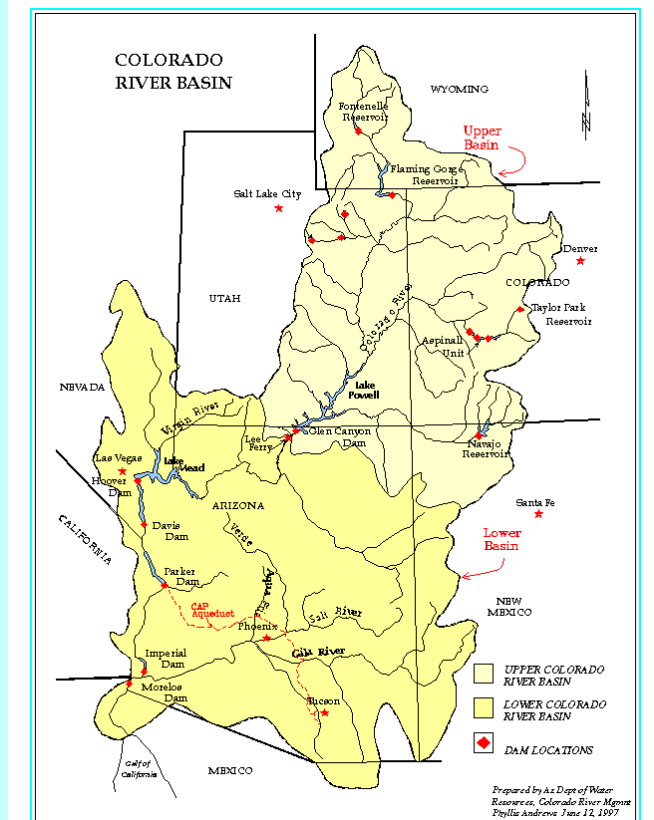 COLORADO
RIVER BASIN
WYOMING
Fontenelle
Reservoir
Upper
Basin
Flaming Gorge
Reservoir
Salt Lake City
Denver
COLORADO
UTAH
Colorado River
Taylor Park
Reservoir
Aspinall
Unit
NEVADA
Lake
Powell
Virgin River
Lee
Ferry
Glen Canyon
Dam
Navajo
Reservoir
Las Vegas
Lake
Mead
Hoover
Dam
ARIZONA
Santa Fe
CALIFORNIA
Davis
Dam
Verde
Lower
Basin
Parker
Dam
Agua Fria
CAP
Aqueduct
Salt River
NEW
MEXICO
Phoenix
Gila River
Imperial
Dam
Morelos
Dam
Tucson
UPPER COLORADO
RIVER BASIN
LOWER COLORADO
RIVER BASIN
DAM LOCATIONS
Gulf of
California
MEXICO
Prepared by Az Dept of Water
Resources, Colorado River Mgmnt
Phyllis Andrews June 12, 1997